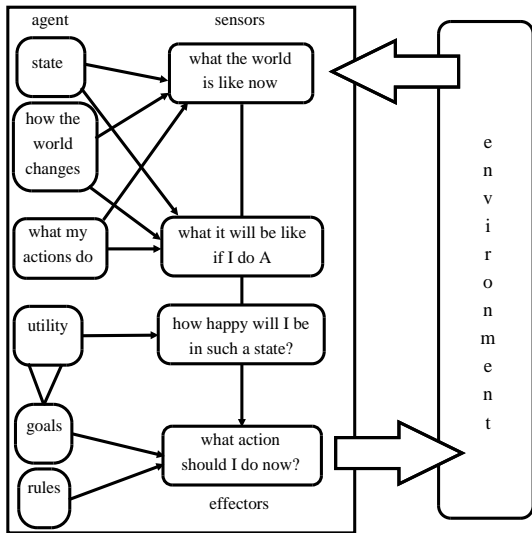 agent
sensors
state
what the world
is like now
how the
world
changes
what my
actions do
what it will be like
if I do A
utility
how happy will I be
in such a state?
goals
what action
should I do now?
rules
effectors
e
n
v
i
r
o
n
m
e
n
t